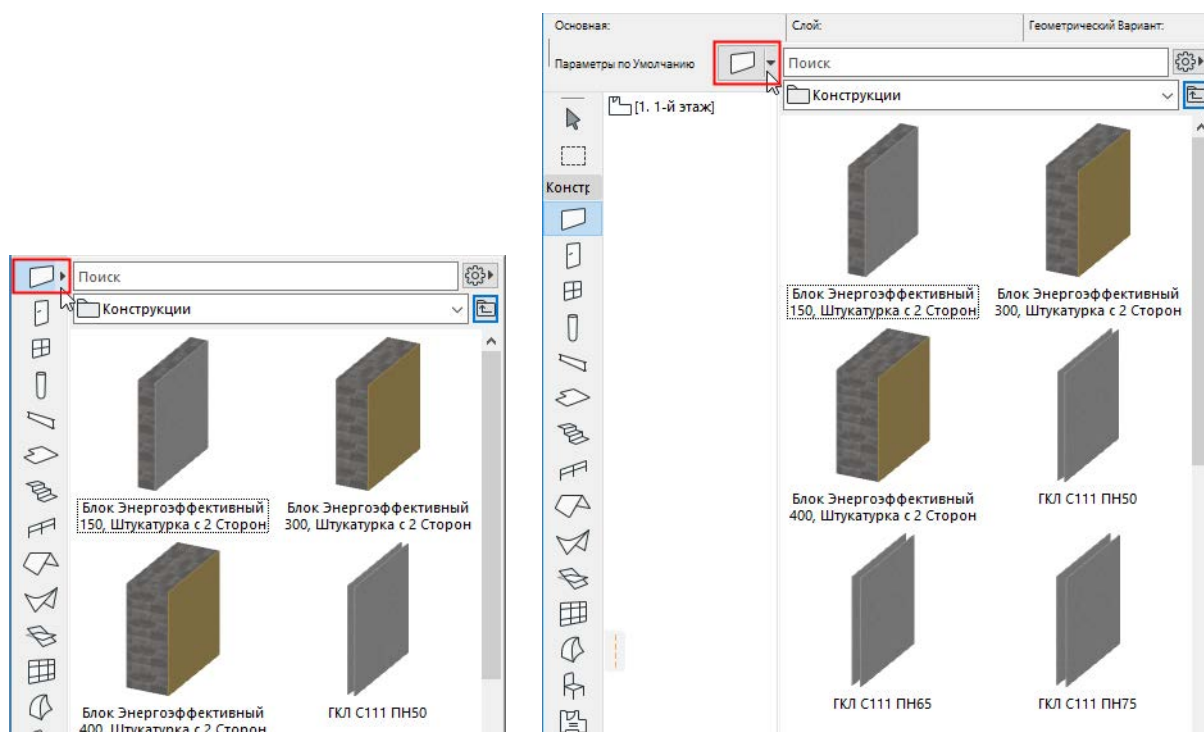 Поиск
Конструкции
Блок Энергоэффективный
150, Штукатурка с 2 Сторон
Блок Энергоэффективный
300, Штукатурка с 2 Сторон
Блок Энергоэффективный
400, Штукатурка с 2 Сторон
ГКЛ С111 ПН50
Основная:
Слой:
Геометрический Вариант:
Параметры по Умолчанию
Поиск
Конструкции
[1. 1-й этаж]
Констр
Блок Энергоэффективный
150, Штукатурка с 2 Сторон
Блок Энергоэффективный
300, Штукатурка с 2 Сторон
Блок Энергоэффективный
400, Штукатурка с 2 Сторон
ГКЛ С111 ПН50
ГКЛ С111 ПН65
ГКЛ С111 ПН75